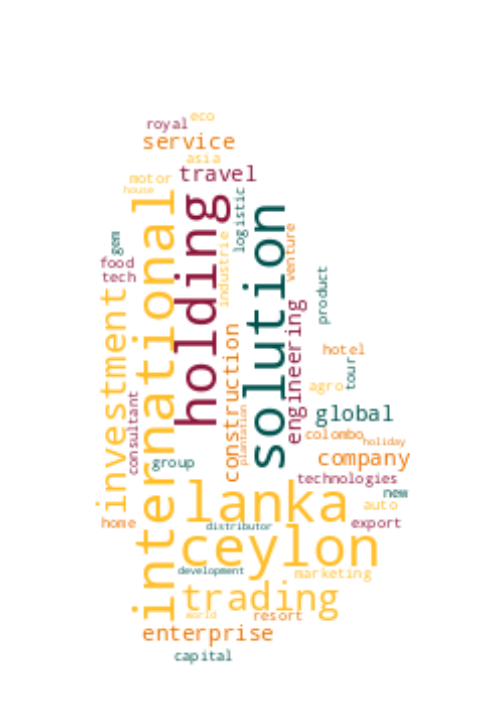 eco
royal
service
asia
travel
motor
house
international
holding
logistic
solution
industrie
venture
gem
food
tech
product
investment
engineering
construction
hotel
tour
agro
consultant
plantation
global
colombo
holiday
group
company
technologies
lanka
new
auto
home
distributor
export
ceylon
development
marketing
trading
world
resort
enterprise
capital